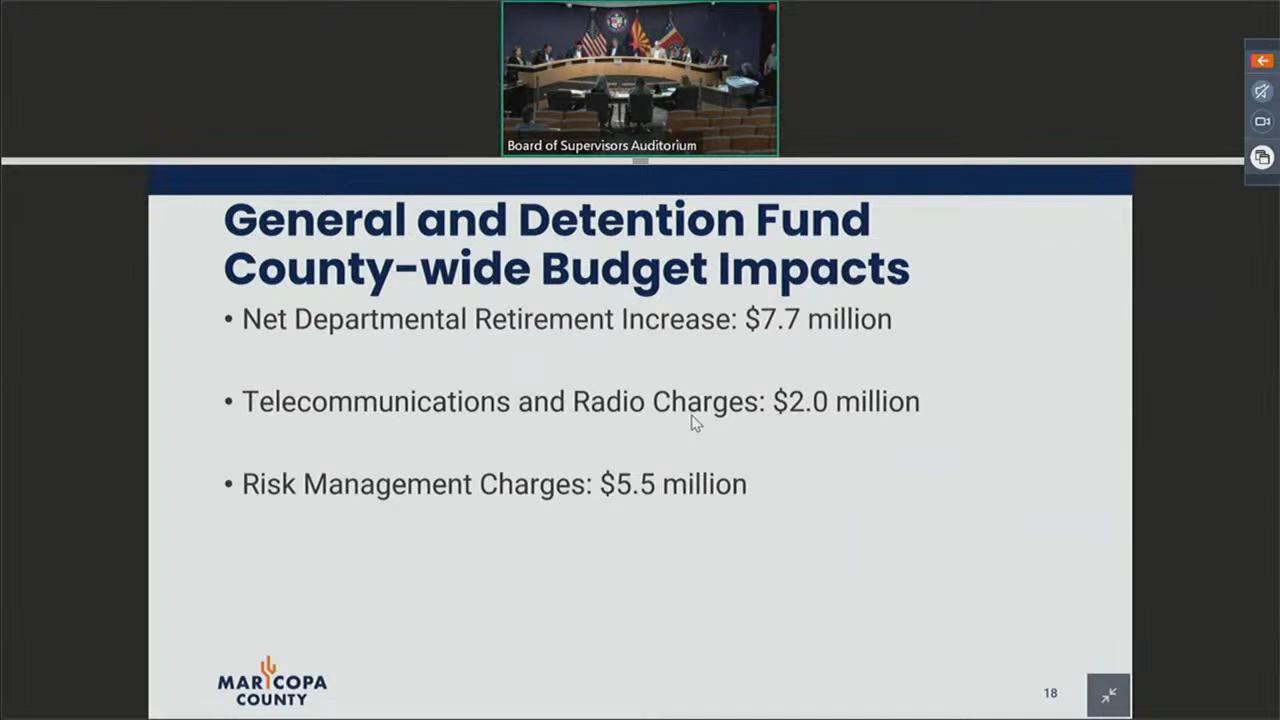 Board of Supervisors Auditorium
General and Detention Fund
County-wide Budget Impacts
• Net Departmental Retirement Increase: $7.7 million
• Telecommunications and Radio Charges: $2.0 million
• Risk Management Charges: $5.5 million
MARICOPA
COUNTY
18